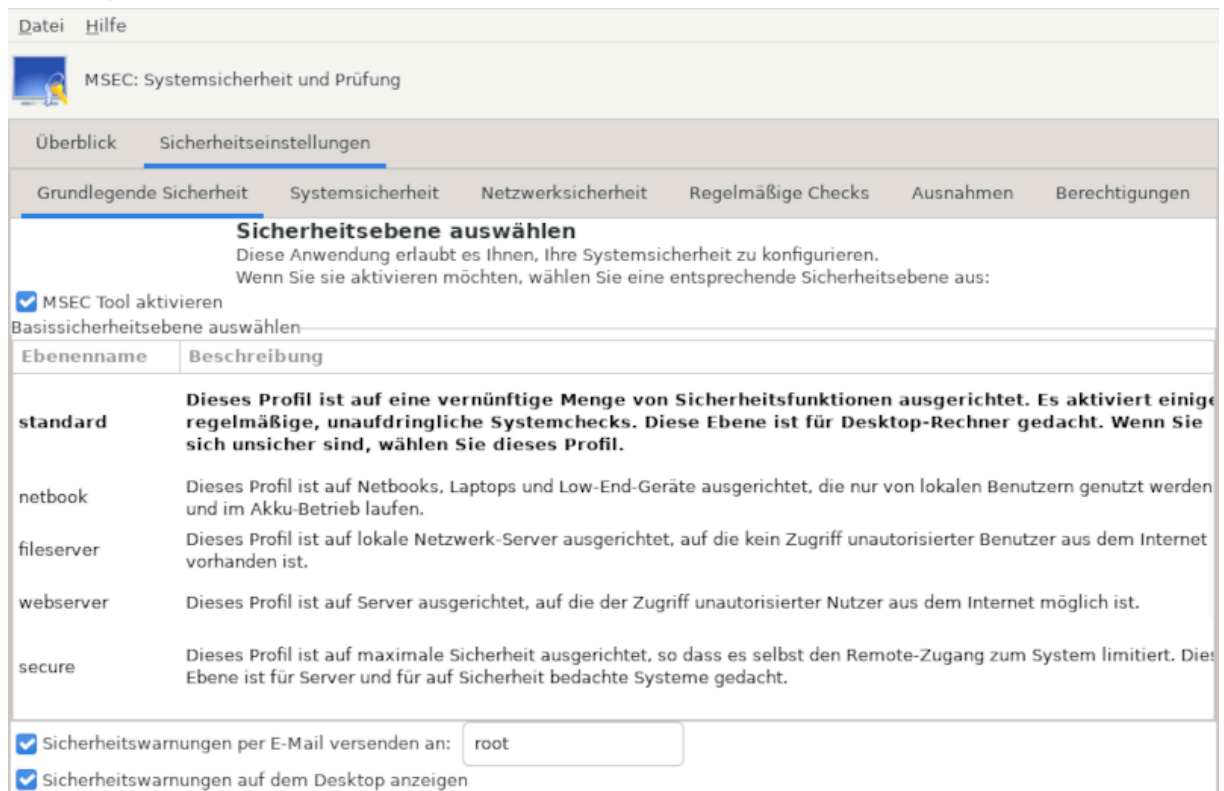 Datei Hilfe
MSEC: Systemsicherheit und Prüfung
Überblick Sicherheitseinstellungen
Grundlegende Sicherheit Systemsicherheit Netzwerksicherheit Regelmäßige Checks Ausnahmen Berechtigungen
Sicherheitsebene auswählen
Diese Anwendung erlaubt es Ihnen, Ihre Systemsicherheit zu konfigurieren.
Wenn Sie sie aktivieren möchten, wählen Sie eine entsprechende Sicherheitsebene aus:
MSEC Tool aktivieren
Basissicherheitsebene auswählen
Ebenenname Beschreibung
standard
Dieses Profil ist auf eine vernünftige Menge von Sicherheitsfunktionen ausgerichtet. Es aktiviert einige
regelmäßige, unaufdringliche Systemchecks. Diese Ebene ist für Desktop-Rechner gedacht. Wenn Sie
sich unsicher sind, wählen Sie dieses Profil.
netbook
Dieses Profil ist auf Netbooks, Laptops und Low-End-Geräte ausgerichtet, die nur von lokalen Benutzern genutzt werden
und im Akku-Betrieb laufen.
fileserver
Dieses Profil ist auf lokale Netzwerk-Server ausgerichtet, auf die kein Zugriff unautorisierter Benutzer aus dem Internet
vorhanden ist.
webserver
Dieses Profil ist auf Server ausgerichtet, auf die der Zugriff unautorisierter Nutzer aus dem Internet möglich ist.
secure
Dieses Profil ist auf maximale Sicherheit ausgerichtet, so dass es selbst den Remote-Zugang zum System limitiert. Dies
Ebene ist für Server und für auf Sicherheit bedachte Systeme gedacht.
Sicherheitswarnungen per E-Mail versenden an: root
Sicherheitswarnungen auf dem Desktop anzeigen